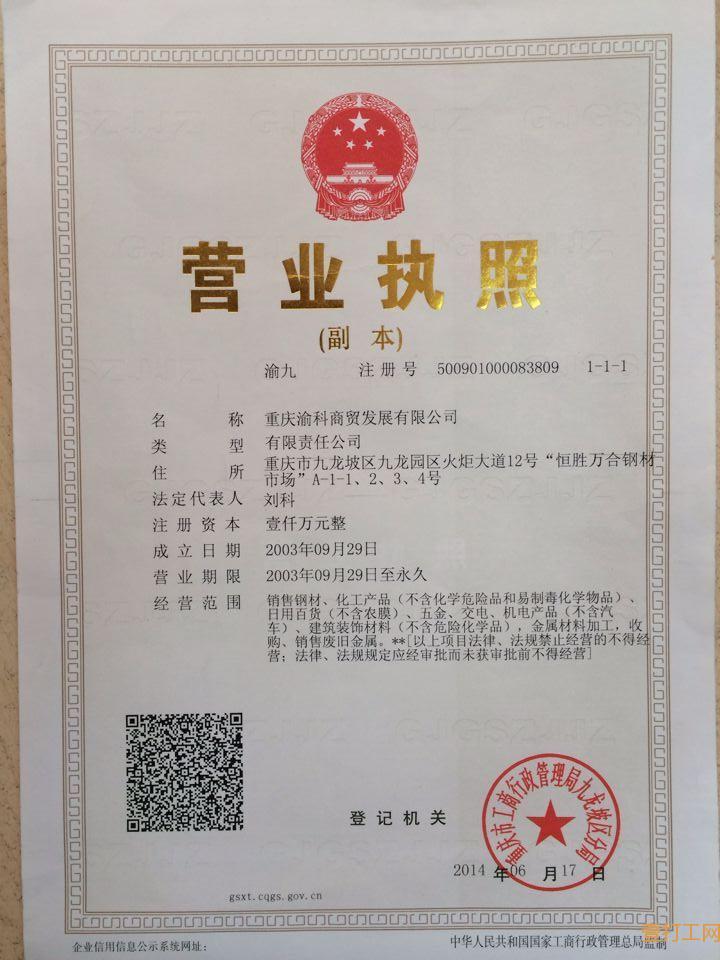 营业执照
(副 本)
渝九 注册号 500901000083809 1-1-1
名称 重庆渝科商贸发展有限公司
类型 有限责任公司
住所 重庆市九龙坡区九龙园区火炬大道12号“恒胜万合钢材
市场”A-1-1、2、3、4号
法定代表人 刘科
注册资本 壹仟万元整
成立日期 2003年09月29日
营业期限 2003年09月29日至永久
经营范围 销售钢材、化工产品（不含化学危险品和易制毒化学物品）、
日用百货（不含农膜）、五金、交电、机电产品（不含汽
车）、建筑装饰材料（不含危险化学品），金属材料加工，收
购、销售废旧金属。**[以上项目法律、法规禁止经营的不得经
营；法律、法规规定应经审批而未获审批前不得经营]
登记机关
重庆市工商行政管理局九龙坡区分局
2014 年 06 月 17 日
gsxt.cqgs.gov.cn
企业信用信息公示系统网址：
中华人民共和国国家工商行政管理总局监制
打工网